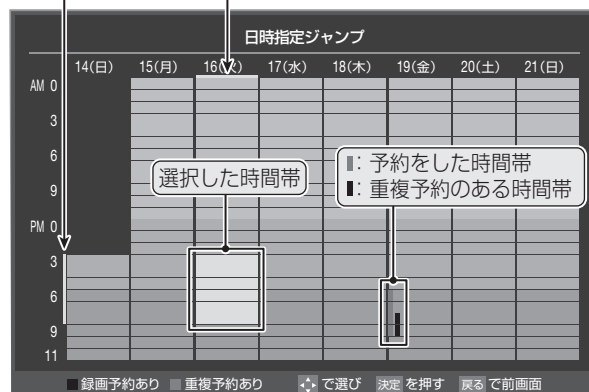 日時指定ジャンプ
14(日) 15(月) 16(火) 17(水) 18(木) 19(金) 20(土) 21(日)
AM 0
3
6
9
PM 0
3
6
9
11
選択した時間帯
: 予約をした時間帯
: 重複予約のある時間帯
録画予約あり 重複予約あり で選び 決定 を押す 戻る で前画面